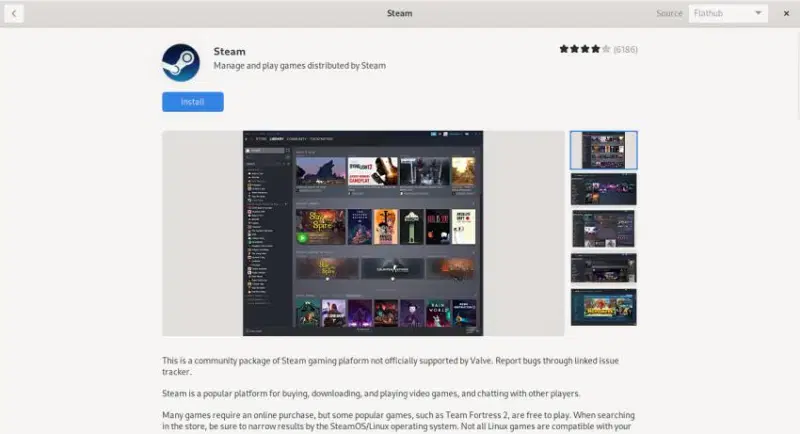 Steam
Source
Flathub
Steam
Manage and play games distributed by Steam
(6186)
Install
This is a community package of Steam gaming plaform not officially supported by Valve. Report bugs through linked issue
tracker.
Steam is a popular platform for buying, downloading, and playing video games, and chatting with other players.
Many games require an online purchase, but some popular games, such as Team Fortress 2, are free to play. When searching
in the store, be sure to narrow results by the SteamOS/Linux operating system. Not all Linux games are compatible with your